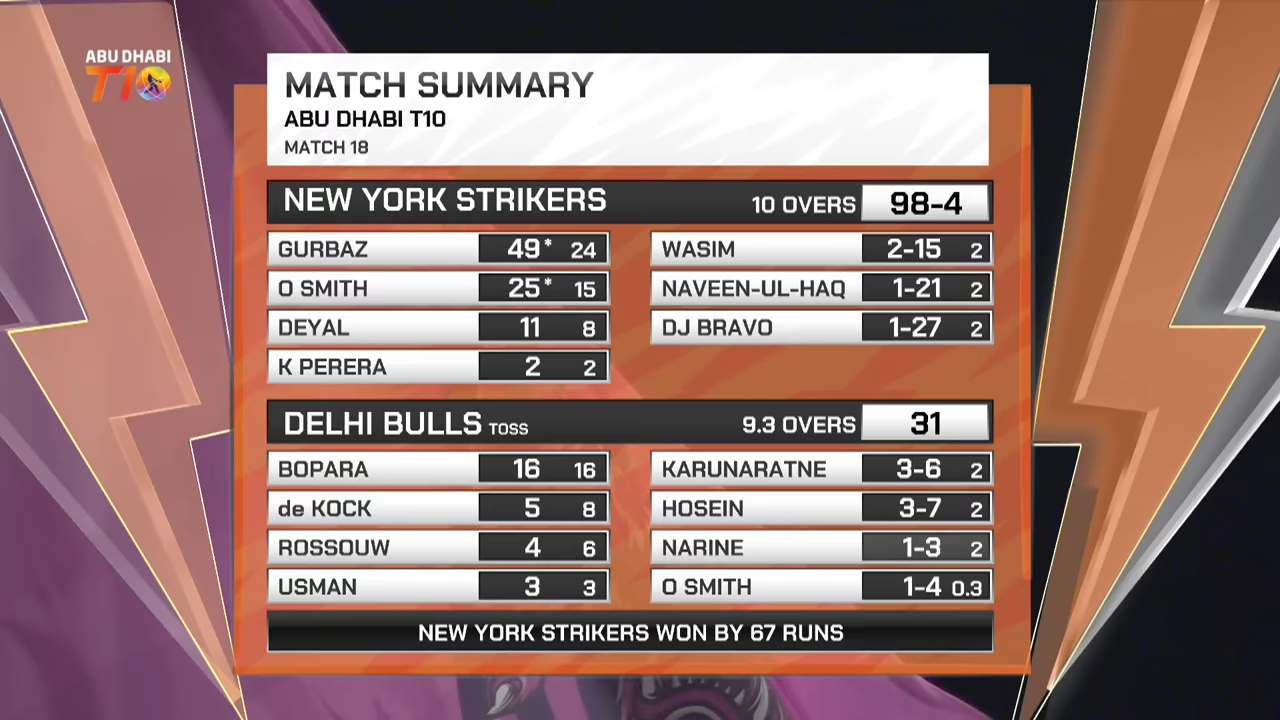 ABU DHABI
T10
MATCH SUMMARY
ABU DHABI T10
MATCH 18
NEW YORK STRIKERS 10 OVERS 98-4
GURBAZ 49* 24 WASIM 2-15 2
O SMITH 25* 15 NAVEEN-UL-HAQ 1-21 2
DEYAL 11 8 DJ BRAVO 1-27 2
K PERERA 2 2
DELHI BULLS TOSS 9.3 OVERS 31
BOPARA 16 16 KARUNARATNE 3-6 2
de KOCK 5 8 HOSEIN 3-7 2
ROSSOUW 4 6 NARINE 1-3 2
USMAN 3 3 O SMITH 1-4 0.3
NEW YORK STRIKERS WON BY 67 RUNS